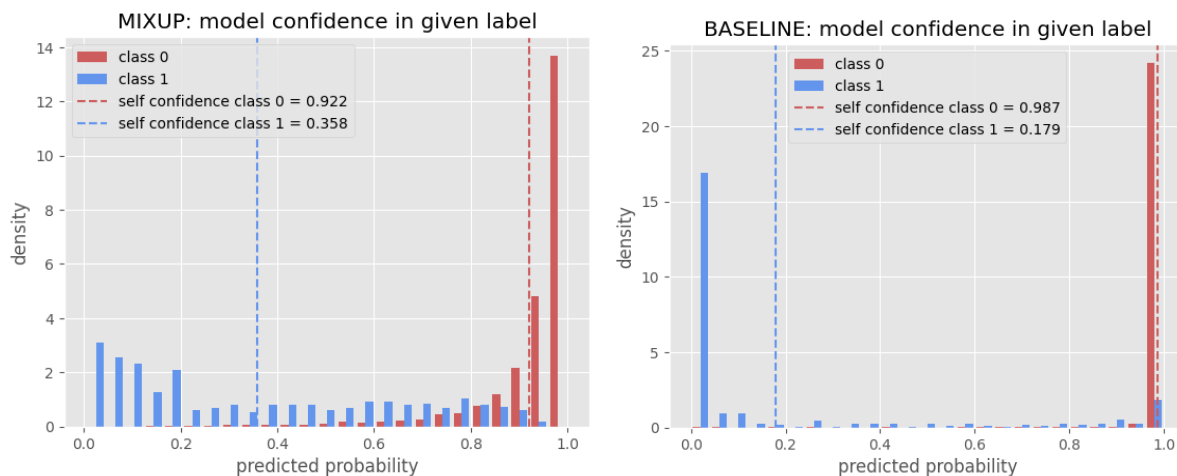 MIXUP: model confidence in given label
14
12
10
8
6
4
2
0
density
class 0
class 1
self confidence class 0 = 0.922
self confidence class 1 = 0.358
0.0 0.2 0.4 0.6 0.8 1.0
predicted probability
BASELINE: model confidence in given label
25
20
15
10
5
0
density
class 0
class 1
self confidence class 0 = 0.987
self confidence class 1 = 0.179
0.0 0.2 0.4 0.6 0.8 1.0
predicted probability